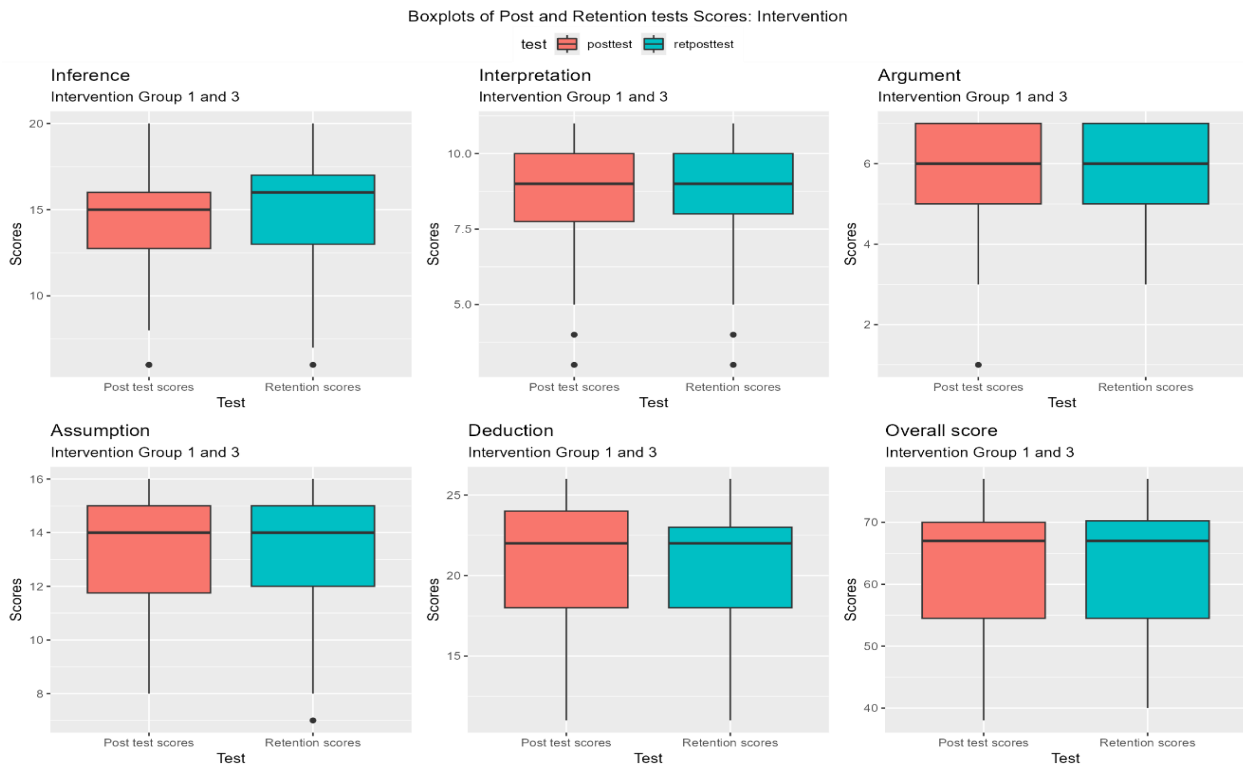 Boxplots of Post and Retention tests Scores: Intervention
test posttest retposttest
Inference
Intervention Group 1 and 3
20
15
10
Scores
Post test scores Retention scores
Test
Interpretation
Intervention Group 1 and 3
10.0
7.5
5.0
Scores
Post test scores Retention scores
Test
Argument
Intervention Group 1 and 3
6
4
2
Scores
Post test scores Retention scores
Test
Assumption
Intervention Group 1 and 3
16
14
12
10
8
Scores
Post test scores Retention scores
Test
Deduction
Intervention Group 1 and 3
25
20
15
Scores
Post test scores Retention scores
Test
Overall score
Intervention Group 1 and 3
70
60
50
40
Scores
Post test scores Retention scores
Test